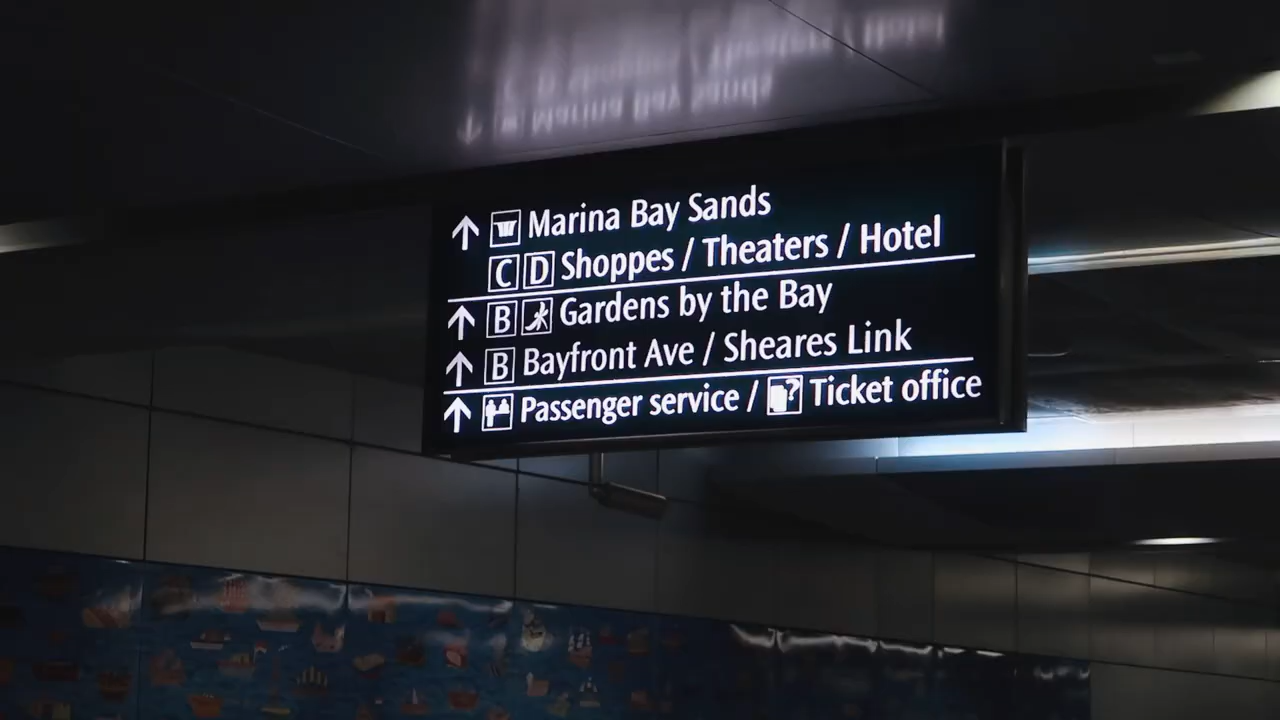 ↑ Marina Bay Sands
C D Shoppes / Theaters / Hotel
↑ B Gardens by the Bay
↑ B Bayfront Ave / Sheares Link
↑ Passenger service / ? Ticket office